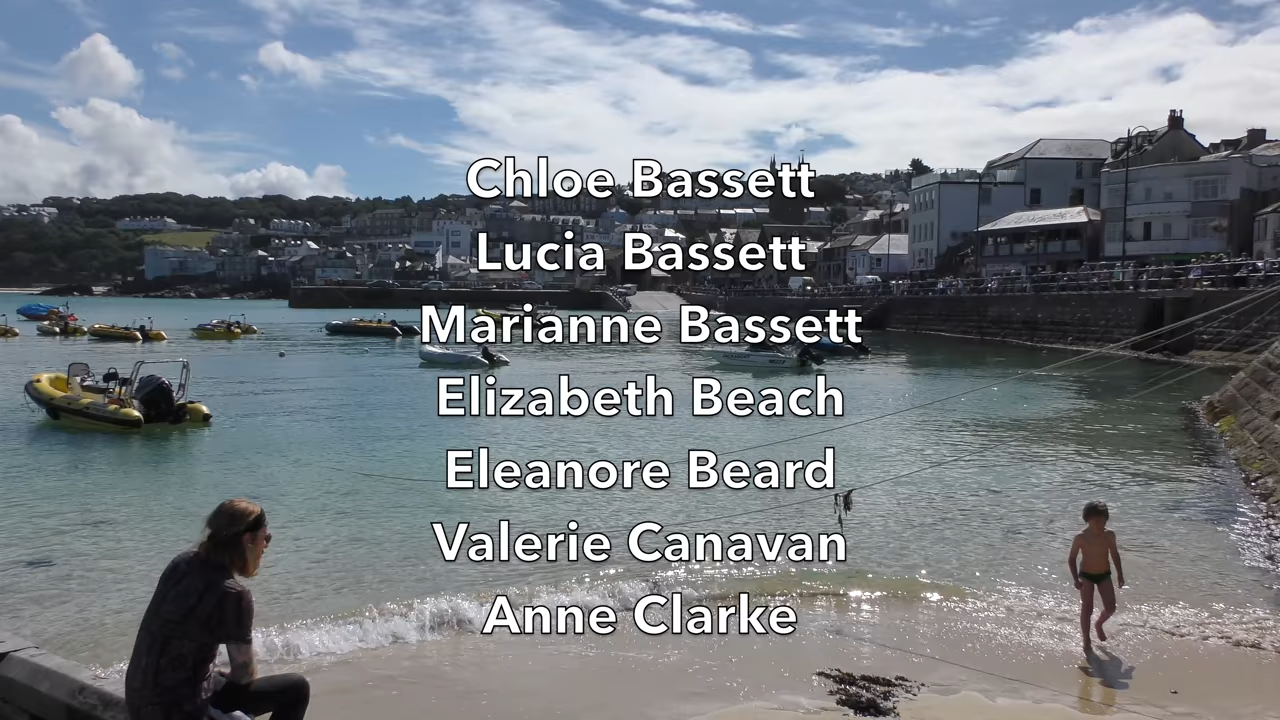 Chloe Bassett
Lucia Bassett
Marianne Bassett
Elizabeth Beach
Eleanore Beard
Valerie Canavan
Anne Clarke